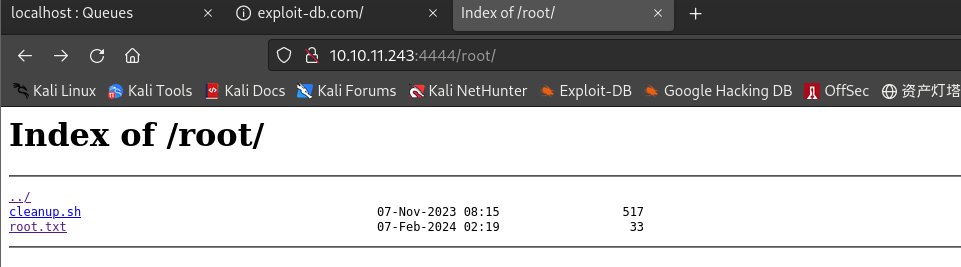 localhost : Queues
exploit-db.com/
Index of /root/
10.10.11.243:4444/root/
Kali Linux Kali Tools Kali Docs Kali Forums Kali NetHunter Exploit-DB Google Hacking DB OffSec 资产灯塔
Index of /root/
../
cleanup.sh 07-Nov-2023 08:15 517
root.txt 07-Feb-2024 02:19 33